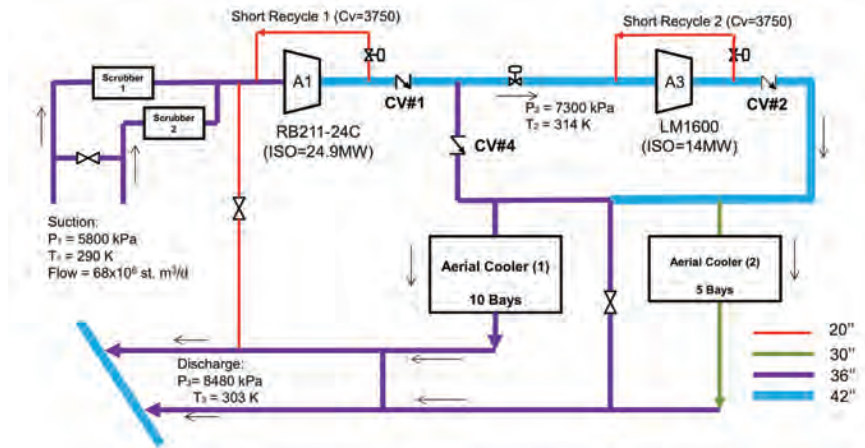 Short Recycle 1 (Cv=3750)
Short Recycle 2 (Cv=3750)
Scrubber
1
A1
A3
Scrubber
2
CV#1
CV#2
P₂ = 7300 kPa
T₂ = 314 K
RB211-24C
(ISO=24.9MW)
LM1600
(ISO=14MW)
CV#4
Suction:
P₁ = 5800 kPa
T₁ = 290 K
Flow = 68x10⁶ st. m³/d
Aerial Cooler (1)
10 Bays
Aerial Cooler (2)
5 Bays
Discharge:
P₃= 8480 kPa
T₃ = 303 K
20"
30"
36"
42"